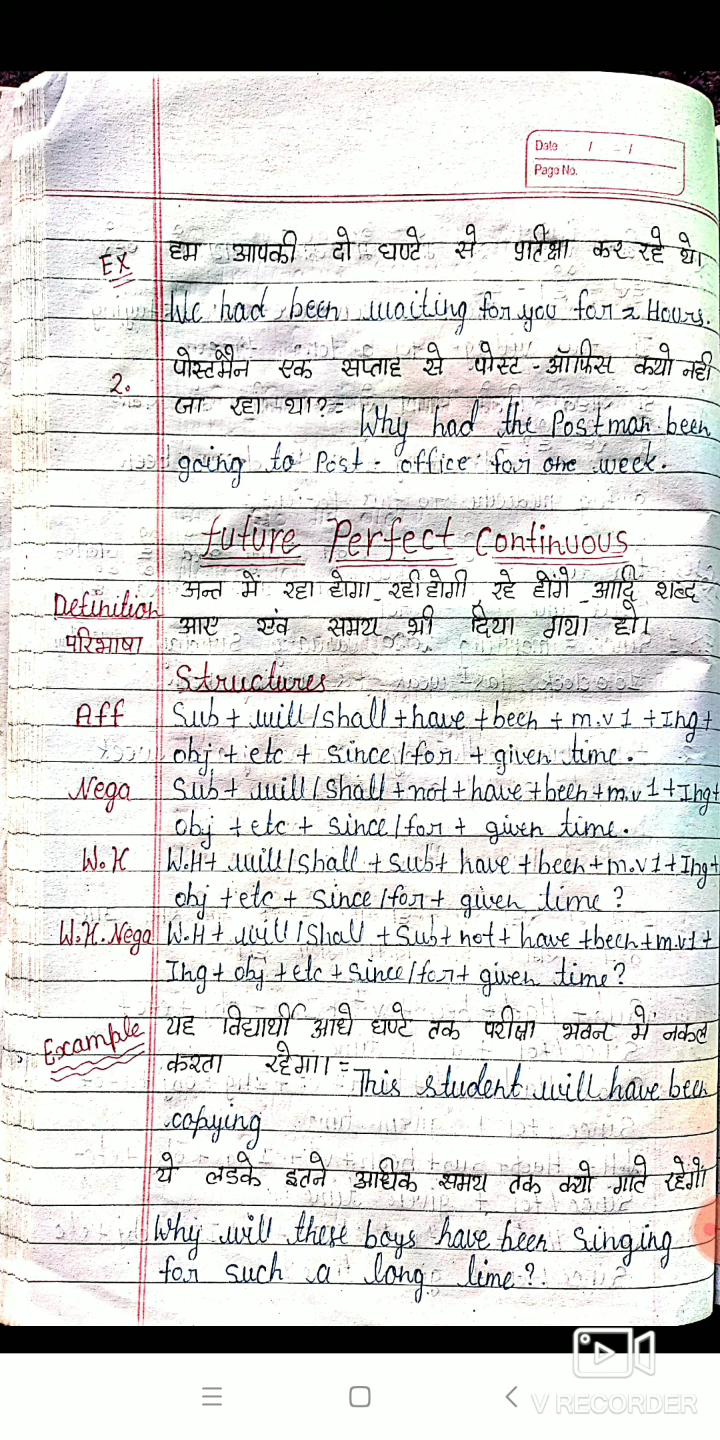 Date / - /
Page No.
EX हम आपकी दो घण्टे से प्रतिक्षा कर रहे थे।
We had been waiting for you for 2 Hours.
2. पोस्टमैन एक सप्ताह से पोस्ट-ऑफिस क्यो नही
जा रहा था?= Why had the Postman been
going to Post-office for one week.
future Perfect Continuous
Definition अन्त में रहा होगा_रही होगी, रहे होंगे_आदि शब्द
परिभाषा आए एंव समय भी दिया गया हो।
Structures
Aff Sub + will/shall + have + been + m.v 1 + Ing +
obj + etc + since/for + given time.
Nega Sub + will/shall + not + have + been + m.v 1 + Ing +
obj + etc + since/for + given time.
W.H W.H + will/shall + sub + have + been + m.v 1 + Ing +
obj + etc + since/for + given time?
W.H.Nega W.H + will/shall + Sub + not + have + been + m.v 1 +
Ing + obj + etc + since/for + given time?
Example यह विद्यार्थी आधे घण्टे तक परीक्षा भवन में नकल
करता रहेगा।= This student will have been
copying
ये लडके इतने अधिक समय तक क्यो गाते रहेगें
Why will these boys have been singing
for such a long time?
V RECORDER